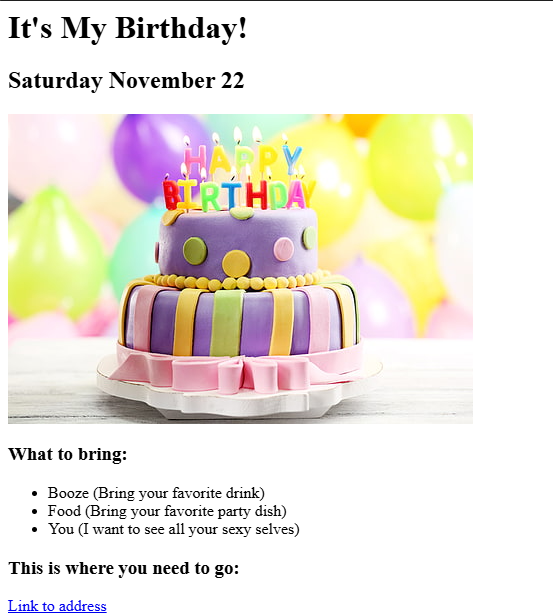 It's My Birthday!
Saturday November 22
HAPPY
BIRTHDAY
What to bring:
Booze (Bring your favorite drink)
Food (Bring your favorite party dish)
You (I want to see all your sexy selves)
This is where you need to go:
Link to address